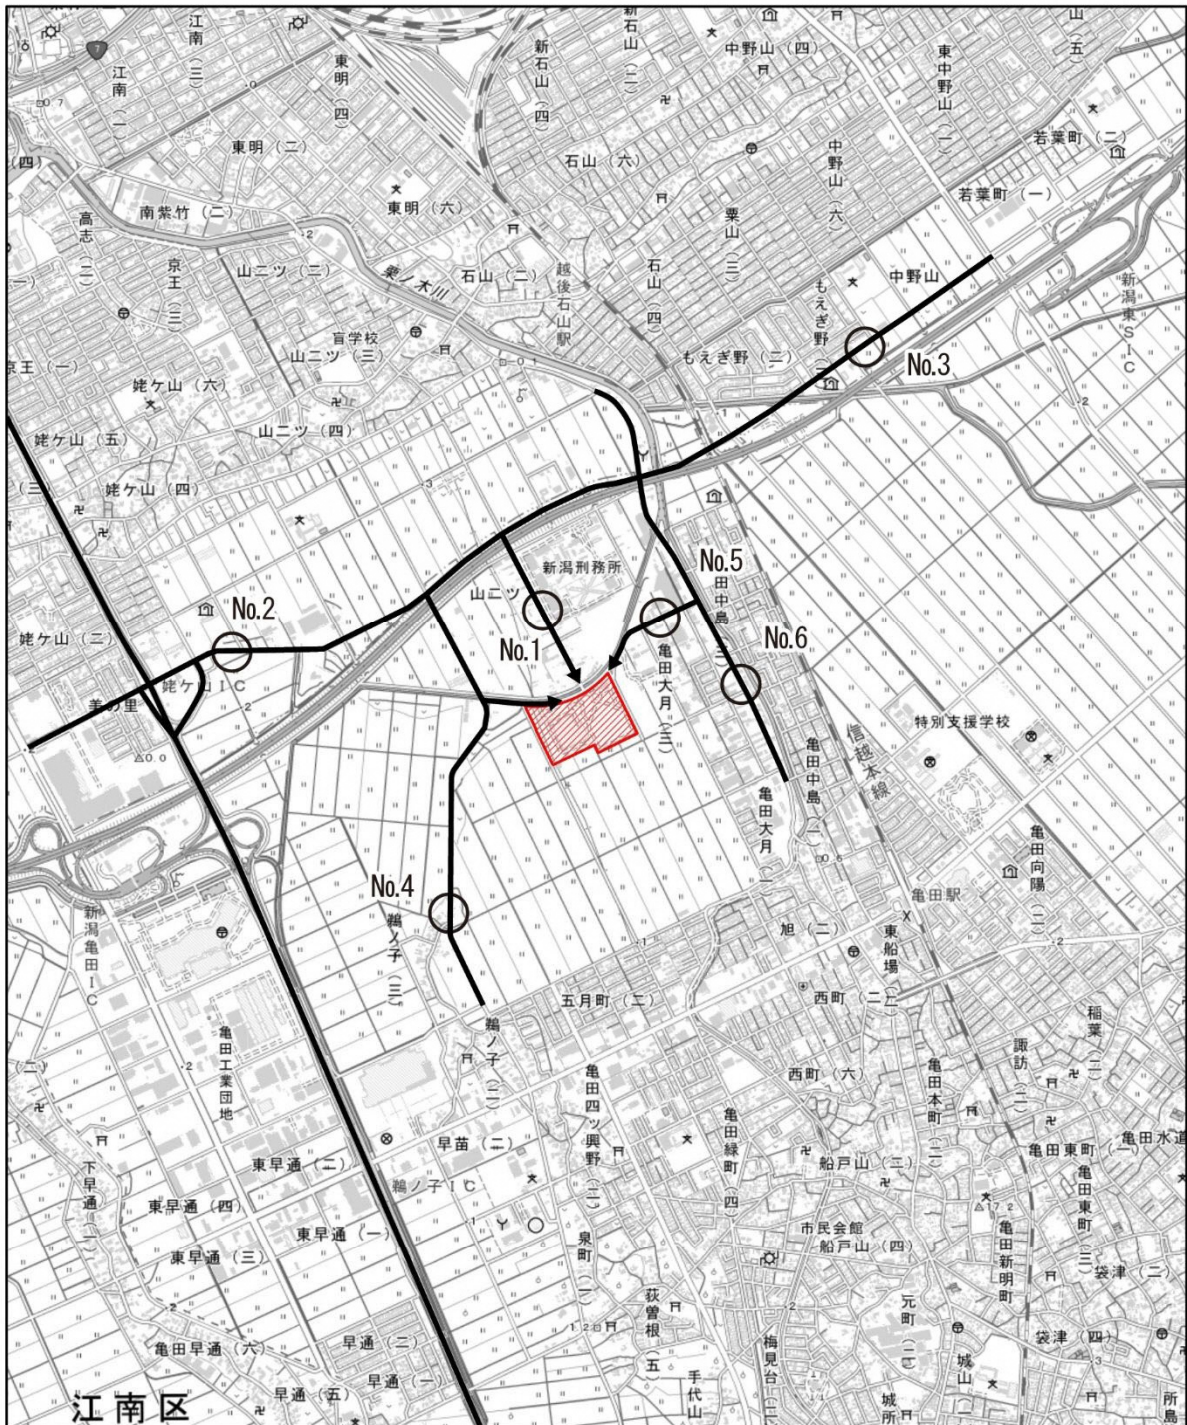 江南（一）
江南（三）
7
東明（四）
新石山（四）
新石山（二）
中野山（四）
東中野山（一）
若葉町（二）
若葉町（一）
東明（二）
南紫竹（二）
東明（六）
石山（六）
粟山（三）
中野山（六）
高志（二）
京王（三）
山二ツ（二）
栗ノ木川
石山（二）
越後石山駅
石山（四）
中野山
もえぎ野（二）
新潟東SIC
盲学校
山二ツ（三）
京王（一）
姥ケ山（六）
山二ツ（四）
姥ケ山（五）
姥ケ山（四）
No.3
新潟刑務所
山二ツ
No.5
No.2
No.1
No.6
姥ケ山（二）
姥ケ山IC
美の里
亀田大月（三）
特別支援学校
信越本線
亀田中島（一）
亀田大月（一）
亀田向陽（二）
亀田駅
No.4
鵜ノ子（三）
新潟亀田IC
旭（二）
東船場（二）
五月町（二）
西町（二）
稲葉（二）
諏訪（二）
亀田工業団地
鵜ノ子（二）
西町（六）
亀田本町（二）
亀田四ツ興野（二）
亀田緑町（四）
早苗（二）
船戸山（二）
亀田東町（一）
亀田水道
東早通（二）
鵜ノ子IC
下早通（一）
東早通（四）
東早通（一）
東早通（三）
泉町（一）
市民会館
船戸山（四）
17.2
亀田新明町
亀田東町（三）
袋津（二）
荻曽根（五）
元町（二）
袋津（四）
亀田早通（六）
早通（二）
早通（一）
早通（五）
手代山
梅見台（二）
城山（一）
城所
所島
江南区